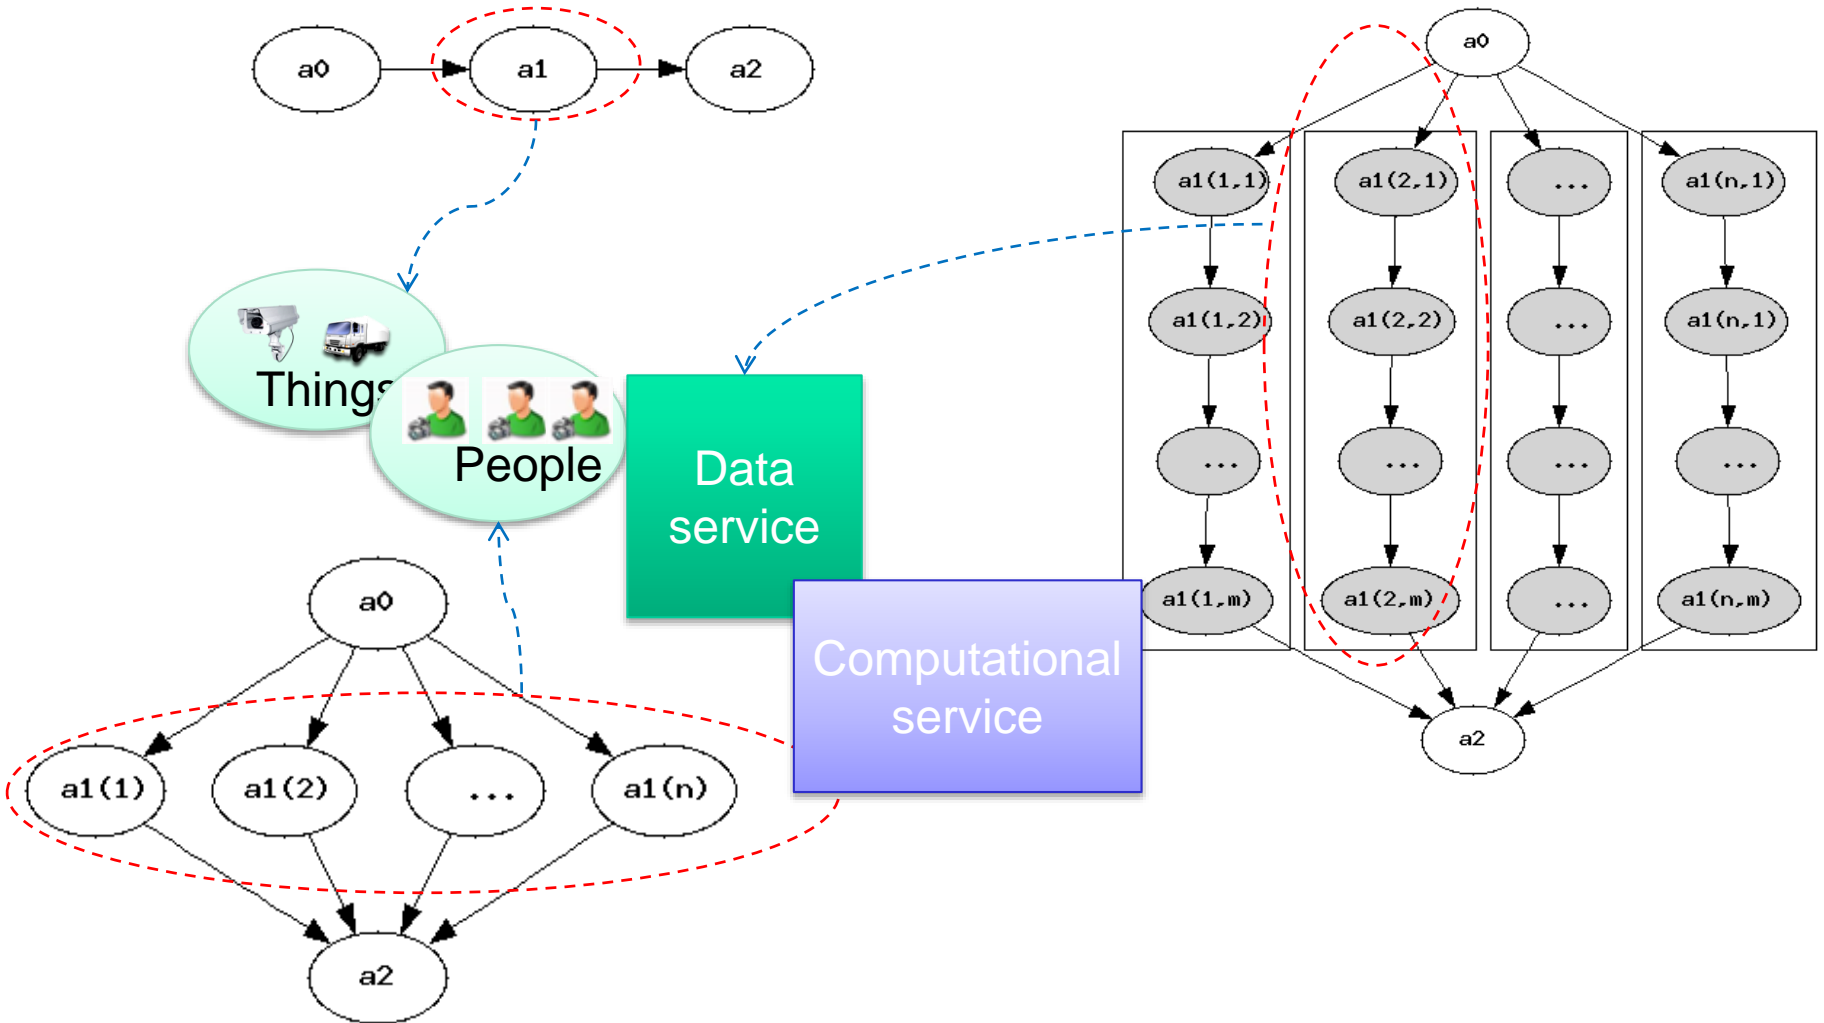 a0
a1
a2
Things
People
Data
service
Computational
service
a0
a1(1)
a1(2)
...
a1(n)
a2
a0
a1(1,1)
a1(2,1)
...
a1(n,1)
a1(1,2)
a1(2,2)
...
a1(n,1)
...
...
...
...
a1(1,m)
a1(2,m)
...
a1(n,m)
a2